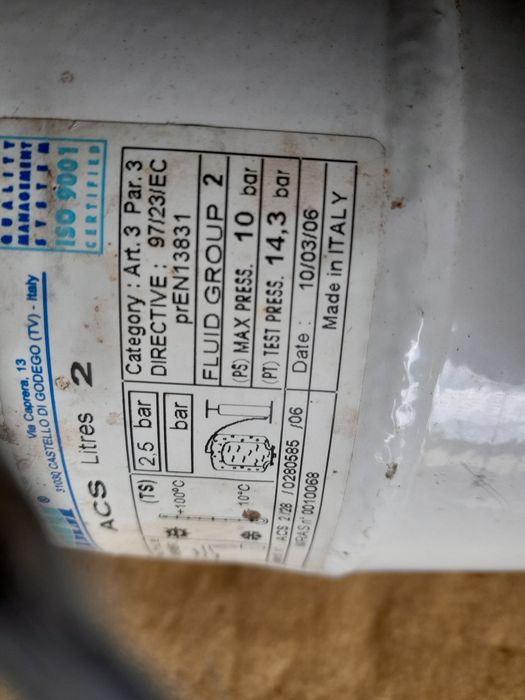 QUALITY
MANAGEMENT
SYSTEM
ISO 9001
CERTIFIED
Via Caprera, 13
CASTELLO DI GODEGO (TV) - Italy
ACS Litres 2
(TS) 2,5 bar
bar
+100°C
10°C
Category : Art. 3 Par. 3
DIRECTIVE : 97/23/EC
prEN13831
FLUID GROUP 2
(PS) MAX PRESS. 10 bar
(PT) TEST PRESS. 14,3 bar
ACS 2/28 /0280585 /06
Date : 10/03/06
WRAS n° 0010068
Made in ITALY